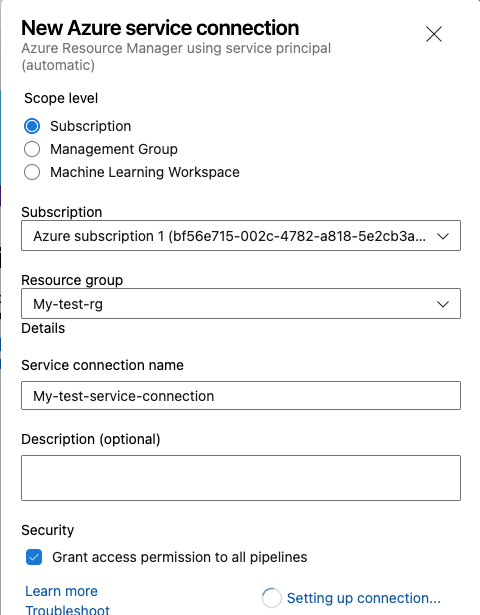 New Azure service connection
Azure Resource Manager using service principal
(automatic)
Scope level
Subscription
Management Group
Machine Learning Workspace
Subscription
Azure subscription 1 (bf56e715-002c-4782-a818-5e2cb3a...
Resource group
My-test-rg
Details
Service connection name
My-test-service-connection
Description (optional)
Security
Grant access permission to all pipelines
Learn more
Setting up connection...
Troubleshoot